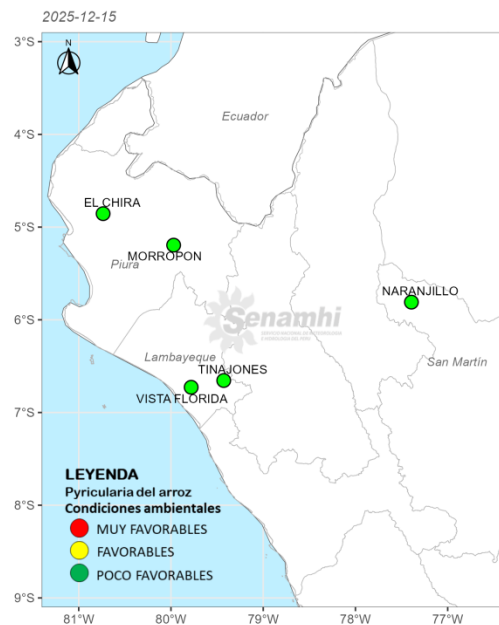 2025-12-15
3°S
N
4°S
Ecuador
EL CHIRA
5°S
MORROPON
Piura
NARANJILLO
6°S
Senamhi
Lambayeque
San Martín
TINAJONES
VISTA FLORIDA
7°S
LEYENDA
Pyricularia del arroz
Condiciones ambientales
8°S
MUY FAVORABLES
FAVORABLES
POCO FAVORABLES
9°S
81°W 80°W 79°W 78°W 77°W